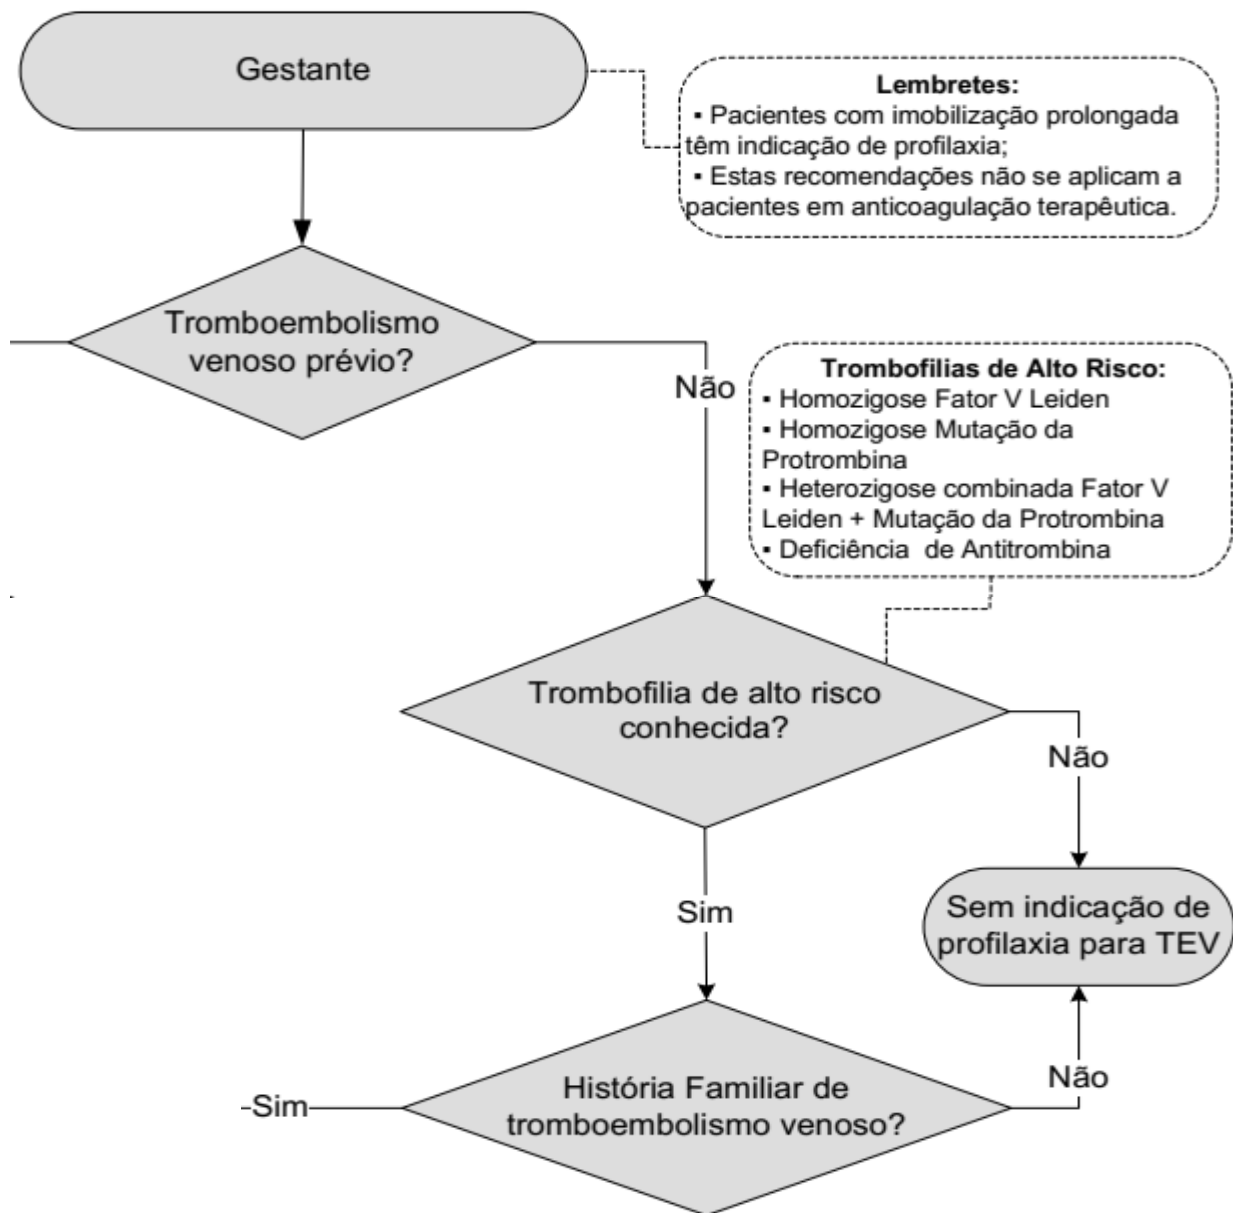 Gestante
Lembretes:
▪ Pacientes com imobilização prolongada
têm indicação de profilaxia;
▪ Estas recomendações não se aplicam a
pacientes em anticoagulação terapêutica.
Tromboembolismo
venoso prévio?
Não
Trombofilias de Alto Risco:
▪ Homozigose Fator V Leiden
▪ Homozigose Mutação da
Protrombina
▪ Heterozigose combinada Fator V
Leiden + Mutação da Protrombina
▪ Deficiência de Antitrombina
Trombofilia de alto risco
conhecida?
Não
Sim
Sem indicação de
profilaxia para TEV
História Familiar de
tromboembolismo venoso?
Sim
Não